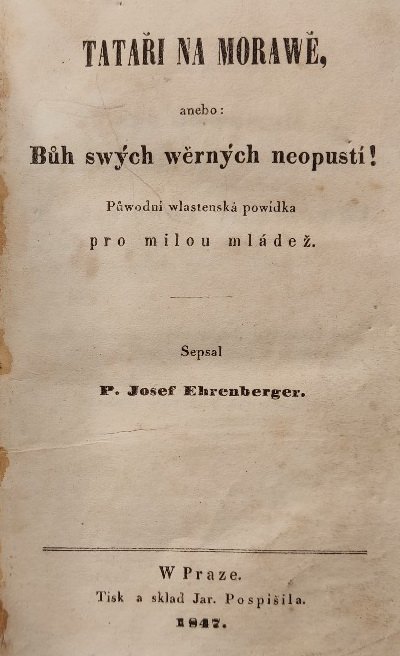 TATAŘI NA MORAWĚ,
anebo:
Bůh swých wěrných neopustí!
Půwodní wlastenská powídka
pro milou mládež.
Sepsal
P. Josef Ehrenberger.
W Praze.
Tisk a sklad Jar. Pospíšila.
1847.